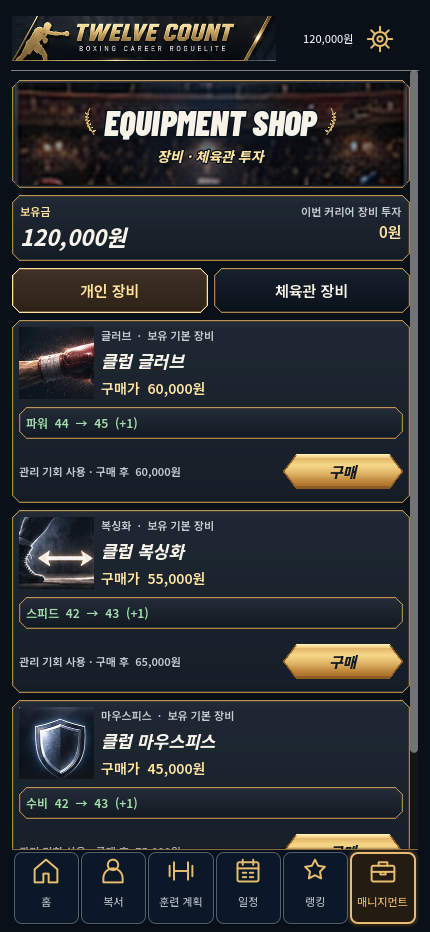 TWELVE COUNT
BOXING CAREER ROGUELITE
120,000원
EQUIPMENT SHOP
장비 · 체육관 투자
보유금
이번 커리어 장비 투자
120,000원
0원
개인 장비
체육관 장비
글러브 · 보유 기본 장비
클럽 글러브
구매가 60,000원
파워 44 → 45 (+1)
관리 기회 사용 · 구매 후 60,000원
구매
복싱화 · 보유 기본 장비
클럽 복싱화
구매가 55,000원
스피드 42 → 43 (+1)
관리 기회 사용 · 구매 후 65,000원
구매
마우스피스 · 보유 기본 장비
클럽 마우스피스
구매가 45,000원
수비 42 → 43 (+1)
홈
복서
훈련 계획
일정
랭킹
매니지먼트